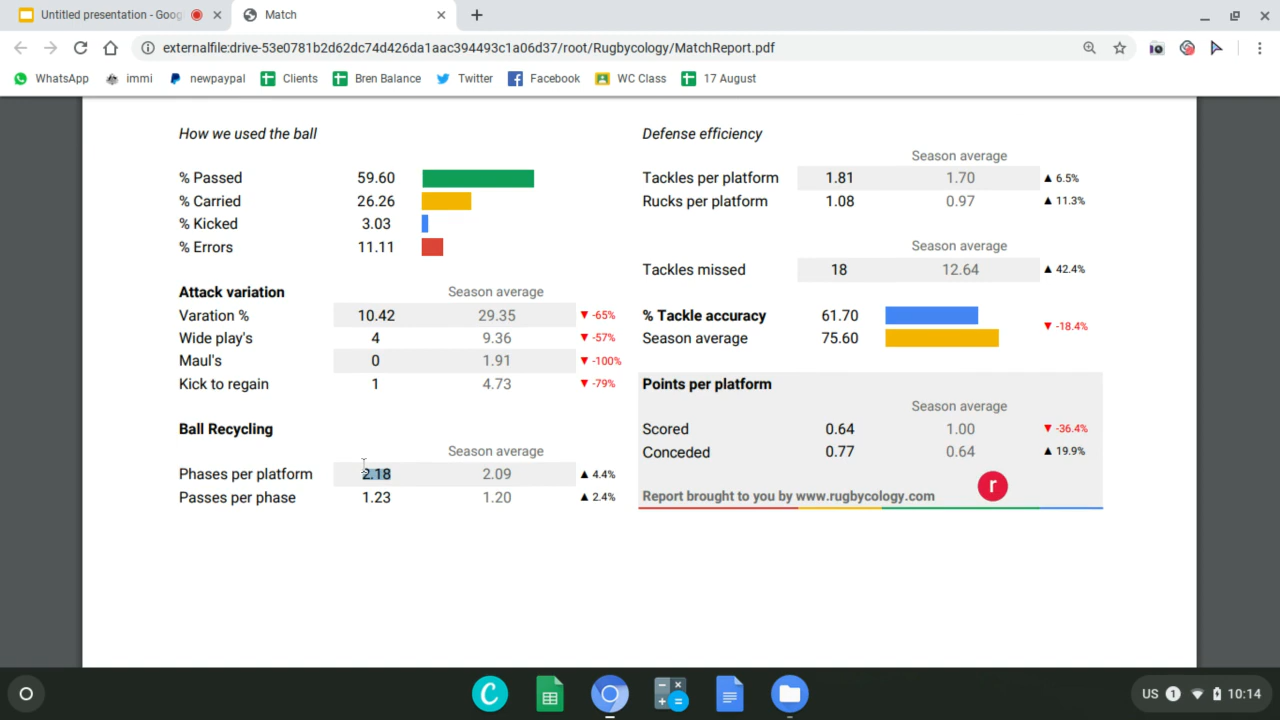 Untitled presentation - Goog
Match
externalfile:drive-53e0781b2d62dc74d426da1aac394493c1a06d37/root/Rugbycology/MatchReport.pdf
WhatsApp immi newpaypal Clients Bren Balance Twitter Facebook WC Class 17 August
How we used the ball
% Passed 59.60
% Carried 26.26
% Kicked 3.03
% Errors 11.11
Attack variation Season average
Varation % 10.42 29.35 ▼ -65%
Wide play's 4 9.36 ▼ -57%
Maul's 0 1.91 ▼ -100%
Kick to regain 1 4.73 ▼ -79%
Ball Recycling
Season average
Phases per platform 2.18 2.09 ▲ 4.4%
Passes per phase 1.23 1.20 ▲ 2.4%
Defense efficiency
Season average
Tackles per platform 1.81 1.70 ▲ 6.5%
Rucks per platform 1.08 0.97 ▲ 11.3%
Season average
Tackles missed 18 12.64 ▲ 42.4%
% Tackle accuracy 61.70
▼ -18.4%
Season average 75.60
Points per platform
Season average
Scored 0.64 1.00 ▼ -36.4%
Conceded 0.77 0.64 ▲ 19.9%
Report brought to you by www.rugbycology.com r
US 1 10:14